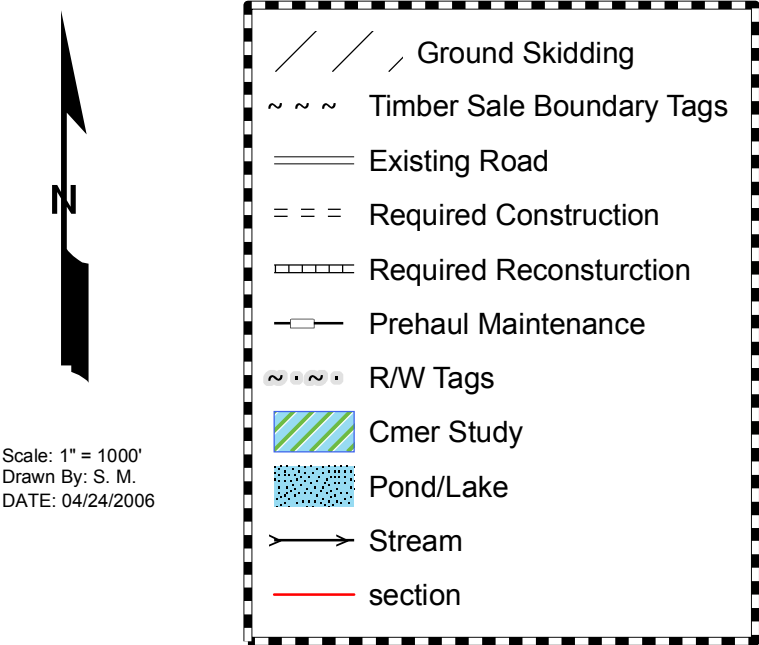 N
Scale: 1" = 1000'
Drawn By: S. M.
DATE: 04/24/2006
Ground Skidding
~ ~ ~ Timber Sale Boundary Tags
Existing Road
Required Construction
Required Reconsturction
Prehaul Maintenance
R/W Tags
Cmer Study
Pond/Lake
Stream
section